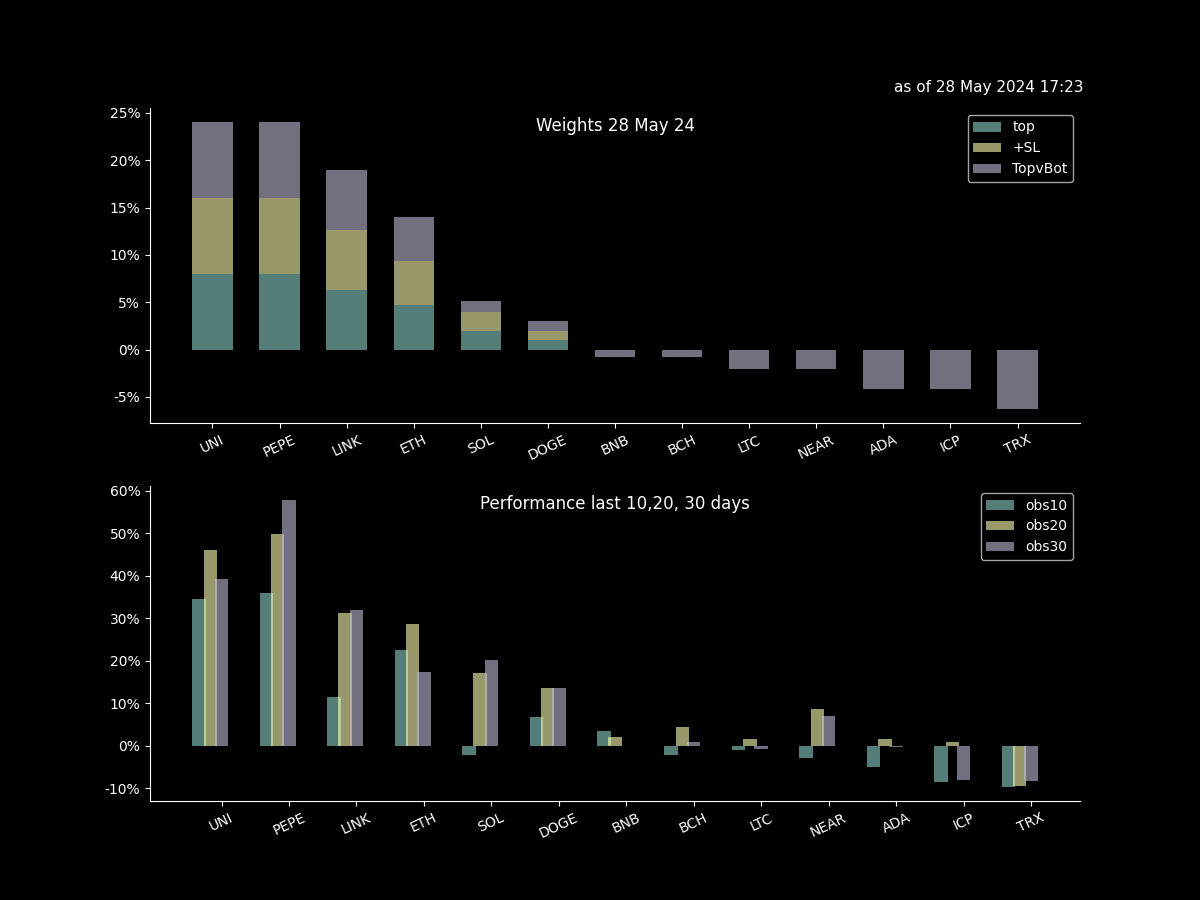 as of 28 May 2024 17:23
Weights 28 May 24
top
+SL
TopvBot
25%
20%
15%
10%
5%
0%
-5%
UNI PEPE LINK ETH SOL DOGE BNB BCH LTC NEAR ADA ICP TRX
Performance last 10,20, 30 days
obs10
obs20
obs30
60%
50%
40%
30%
20%
10%
0%
-10%
UNI PEPE LINK ETH SOL DOGE BNB BCH LTC NEAR ADA ICP TRX